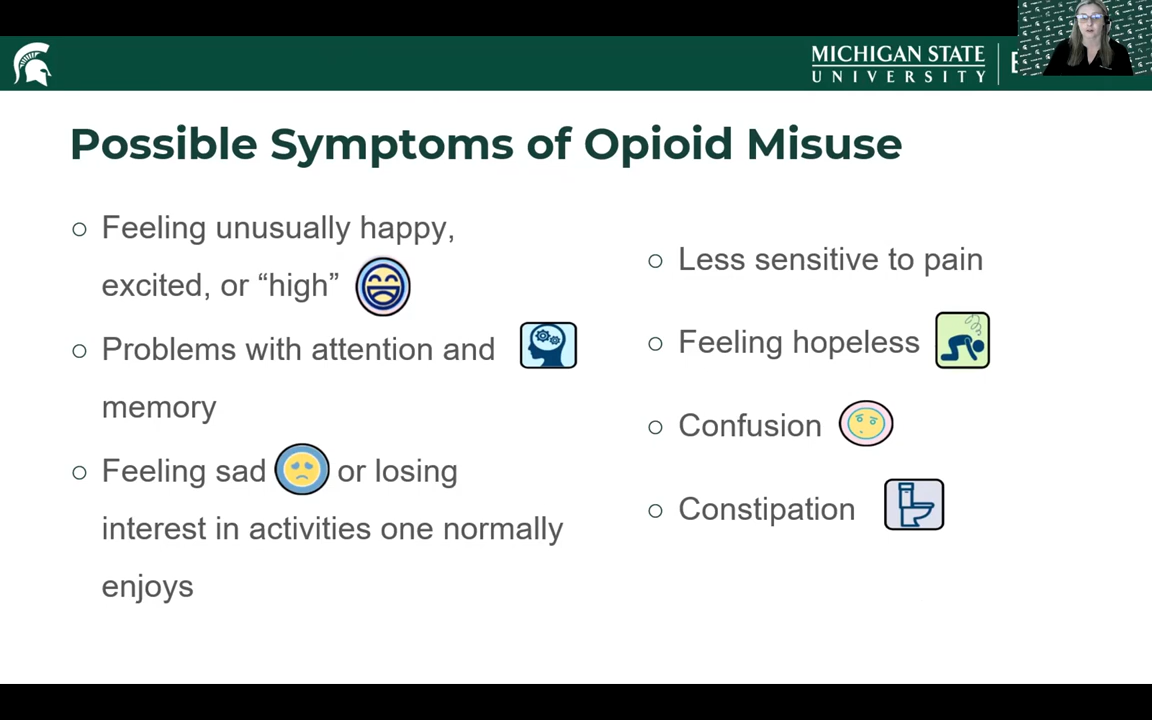 MICHIGAN STATE
UNIVERSITY
Possible Symptoms of Opioid Misuse
○ Feeling unusually happy,
excited, or “high”
○ Problems with attention and
memory
○ Feeling sad or losing
interest in activities one normally
enjoys
○ Less sensitive to pain
○ Feeling hopeless
○ Confusion
○ Constipation